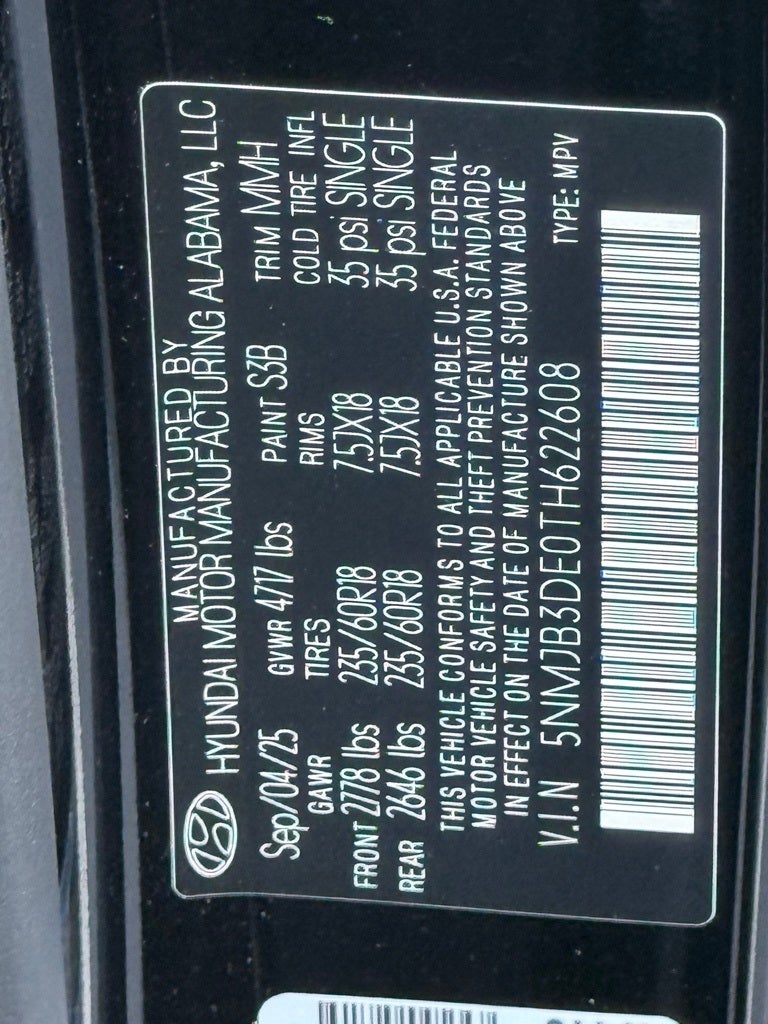 MANUFACTURED BY
HYUNDAI MOTOR MANUFACTURING ALABAMA, LLC
Sep/04/25 GVWR 4717 lbs PAINT S3B TRIM MMH
GAWR TIRES RIMS COLD TIRE INFL
FRONT 2778 lbs 235/60R18 7.5JX18 35 psi SINGLE
REAR 2646 lbs 235/60R18 7.5JX18 35 psi SINGLE
THIS VEHICLE CONFORMS TO ALL APPLICABLE U.S.A. FEDERAL
MOTOR VEHICLE SAFETY AND THEFT PREVENTION STANDARDS
IN EFFECT ON THE DATE OF MANUFACTURE SHOWN ABOVE
V.I.N 5NMJB3DE0TH622608 TYPE: MPV